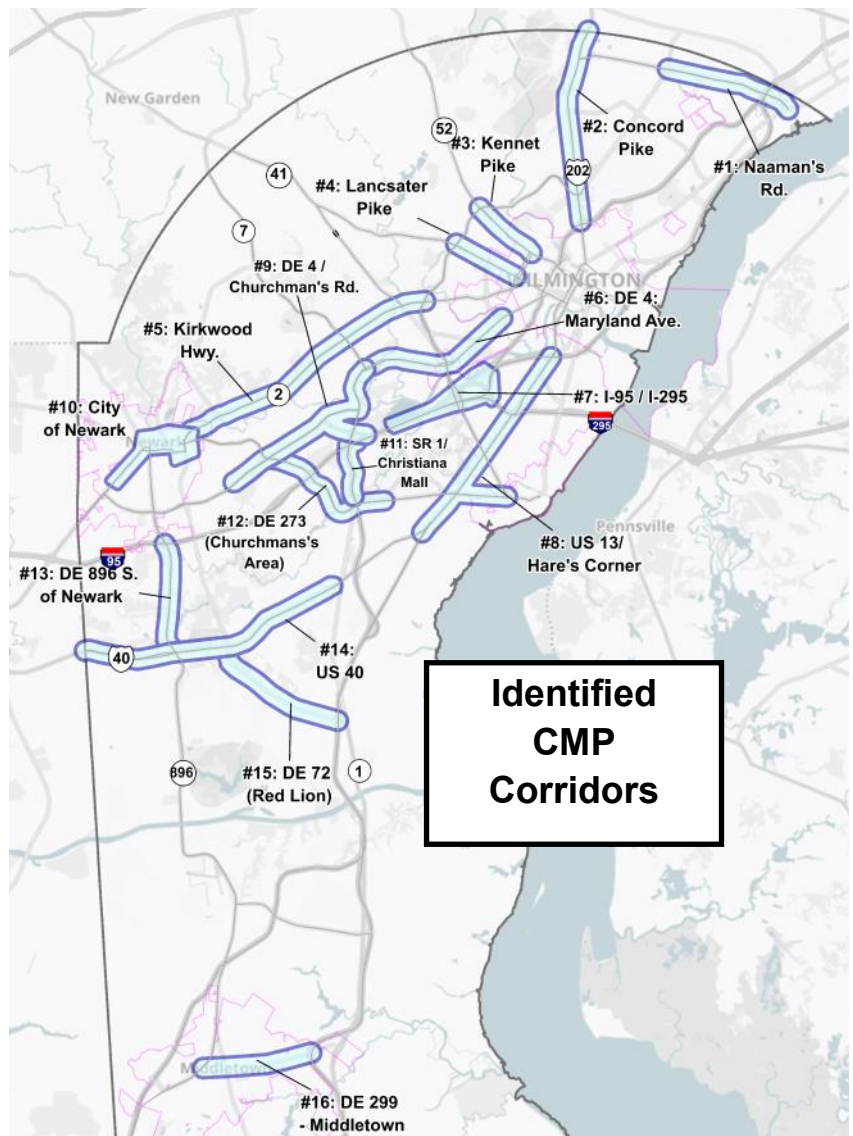 New Garden
52
#3: Kennet
Pike
#2: Concord
Pike
#1: Naaman's
Rd.
202
41
#4: Lancsater
Pike
7
#9: DE 4 /
Churchman's Rd.
WILMINGTON
#6: DE 4:
Maryland Ave.
#5: Kirkwood
Hwy.
2
#7: I-95 / I-295
295
#10: City
of Newark
Newark
#11: SR 1/
Christiana
Mall
#12: DE 273
(Churchmans's
Area)
Pennsville
#8: US 13/
Hare's Corner
95
#13: DE 896 S.
of Newark
40
#14:
US 40
Identified
CMP
Corridors
896
#15: DE 72
(Red Lion)
1
Middletown
#16: DE 299
- Middletown